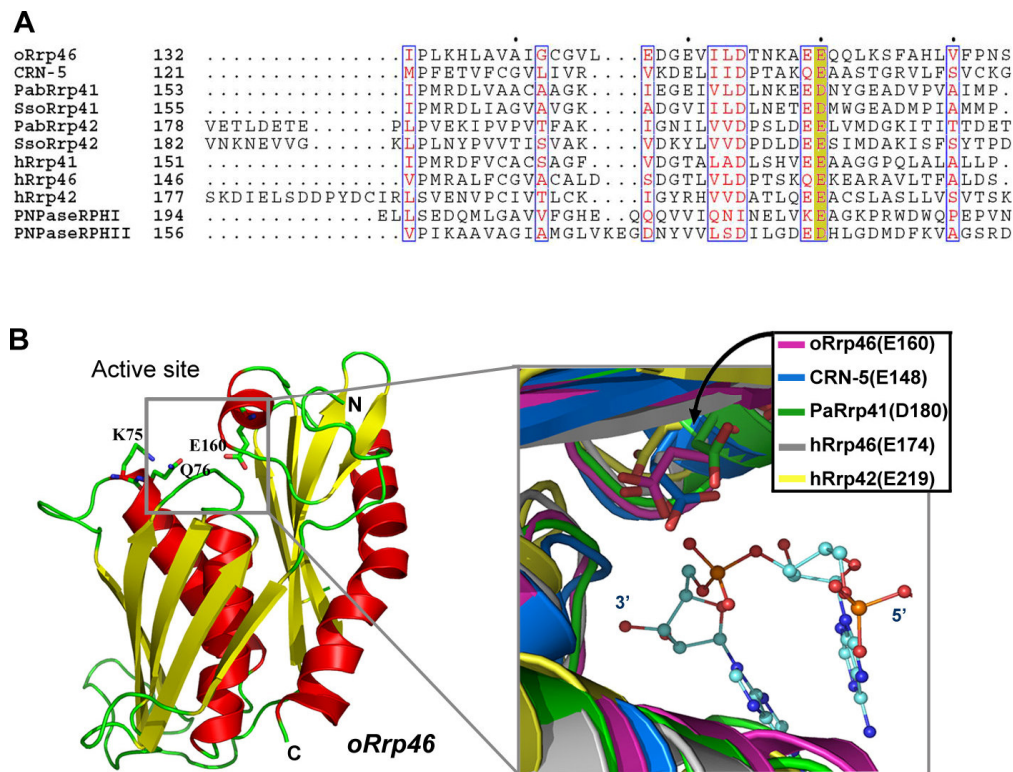 A
oRrp46 132 ...............IPLKHLAVAIGCGVL...EDGEVILDTNKAEEQQLKSFAHLVFPNS
CRN-5 121 ...............MPFETVFCGVLIVR....VKDELIIDPTAKQEAASTGRVLFSVCKG
PabRrp41 153 ...............IPMRDLVAACAAGK....IEGEIVLDLNKEEDNYGEADVPVAIMP.
SsoRrp41 155 ...............IPMRDLIAGVAAGK....ADGVIILDLNETEDMWGEADMPIAMMP.
PabRrp42 178 VETLDETE......PLPVEKIPVPVTFAK....IGNILVVDPSLDEELVMDGKITITTDET
SsoRrp42 182 VNKNEVVG......KLPLNYPVVTISVAK....VDKYLVVDPDLDEESIMDAKISFSYTPD
hRrp41 151 ...............IPMRDFVCACSAGF....VDGTALADLSHVEEAAGGPQLALALLP.
hRrp46 146 ...............VPMRALFCGVACALD...SDGTLVLDPTSKQEKEARAVLTFALDS.
hRrp42 177 SKDIELSDDPYDCIRLSVENVPCIVTLCK....IGYRHVVDATLQEEACSLASLLVSVTSK
PNPaseRPHI 194 .............ELLSEDQMLGAVVFGHE..QQQVVIQNINELVKEAGKPRWDWQPEPVN
PNPaseRPHII 156 ...............VPIKAAVAGIAMGLVKEGDNYVVLSDILGDEDHLGDMDFKVAGSRD
B
Active site
N
K75
Q76
E160
C
oRrp46
oRrp46(E160)
CRN-5(E148)
PaRrp41(D180)
hRrp46(E174)
hRrp42(E219)
3’
5’